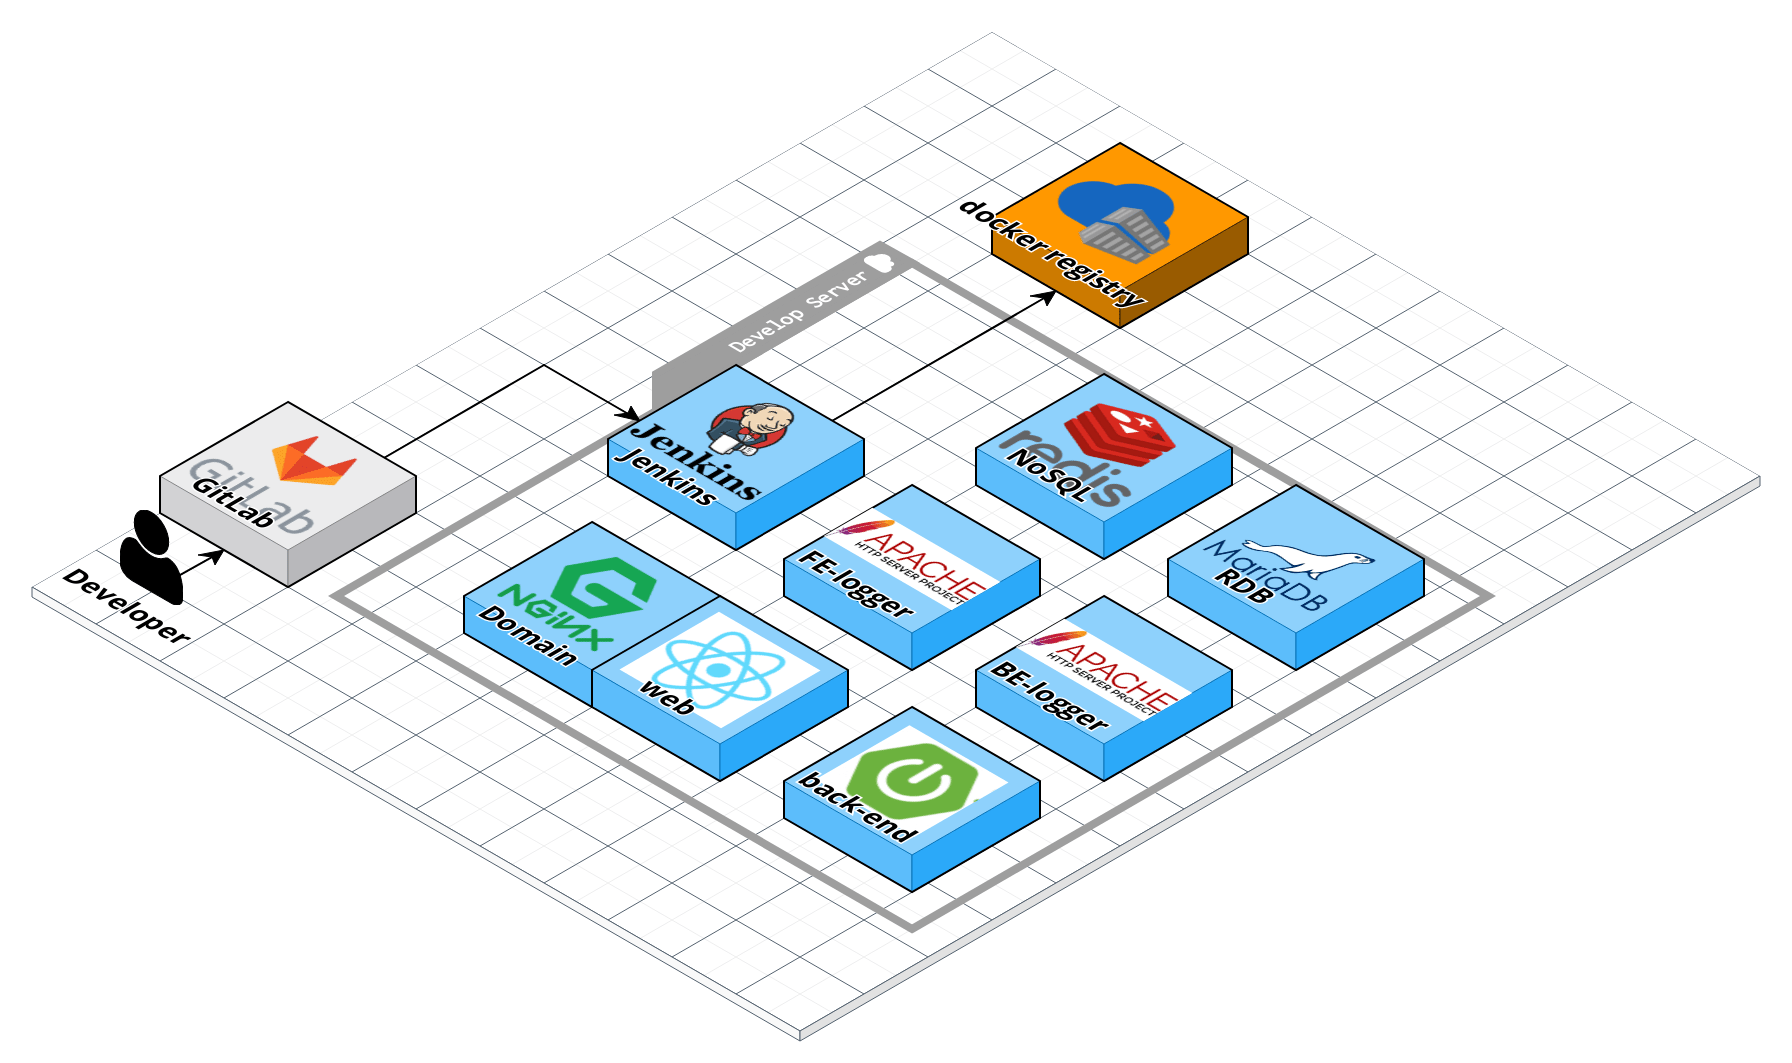 docker registry
Develop Server
Jenkins
Jenkins
redis
NoSQL
GitLab
GitLab
Developer
APACHE
HTTP SERVER PROJECT
FE-logger
MariaDB
RDB
NGINX
Domain
web
APACHE
HTTP SERVER PROJECT
BE-logger
back-end